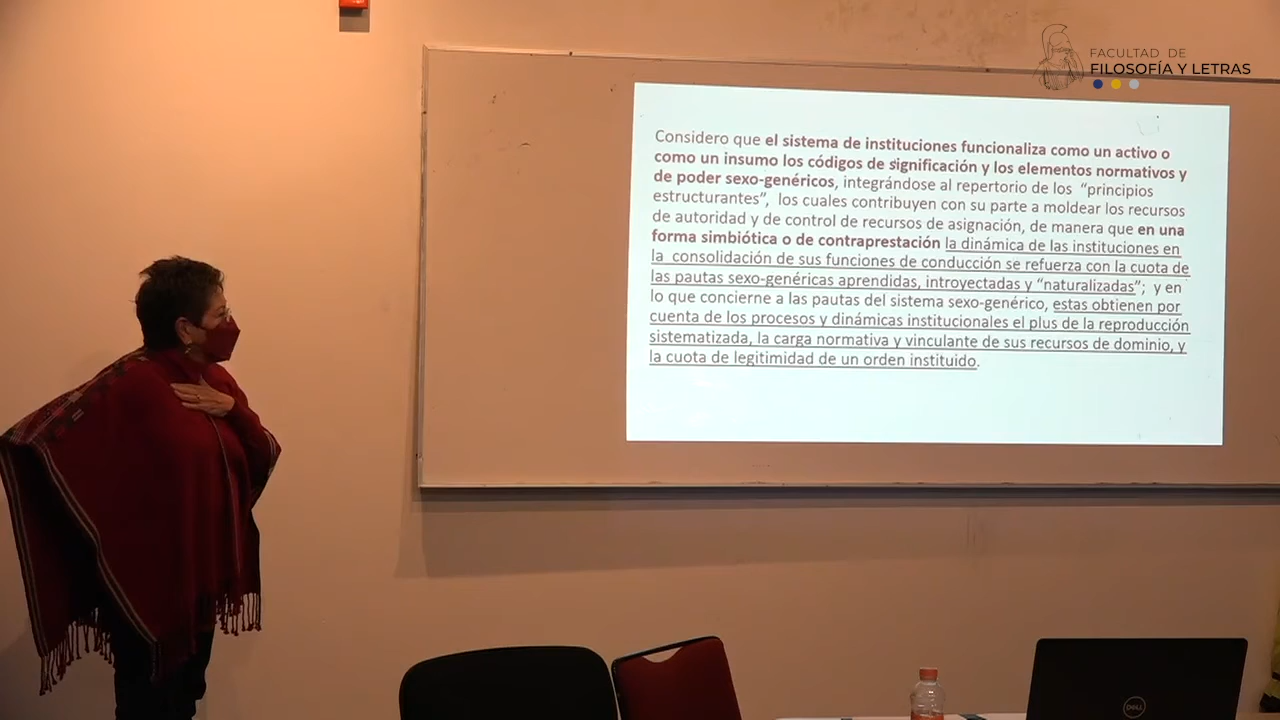 FACULTAD DE
FILOSOFÍA Y LETRAS
Considero que el sistema de instituciones funcionaliza como un activo o
como un insumo los códigos de significación y los elementos normativos y
de poder sexo-genéricos, integrándose al repertorio de los “principios
estructurantes”, los cuales contribuyen con su parte a moldear los recursos
de autoridad y de control de recursos de asignación, de manera que en una
forma simbiótica o de contraprestación la dinámica de las instituciones en
la consolidación de sus funciones de conducción se refuerza con la cuota de
las pautas sexo-genéricas aprendidas, introyectadas y “naturalizadas”; y en
lo que concierne a las pautas del sistema sexo-genérico, estas obtienen por
cuenta de los procesos y dinámicas institucionales el plus de la reproducción
sistematizada, la carga normativa y vinculante de sus recursos de dominio, y
la cuota de legitimidad de un orden instituido.
DELL